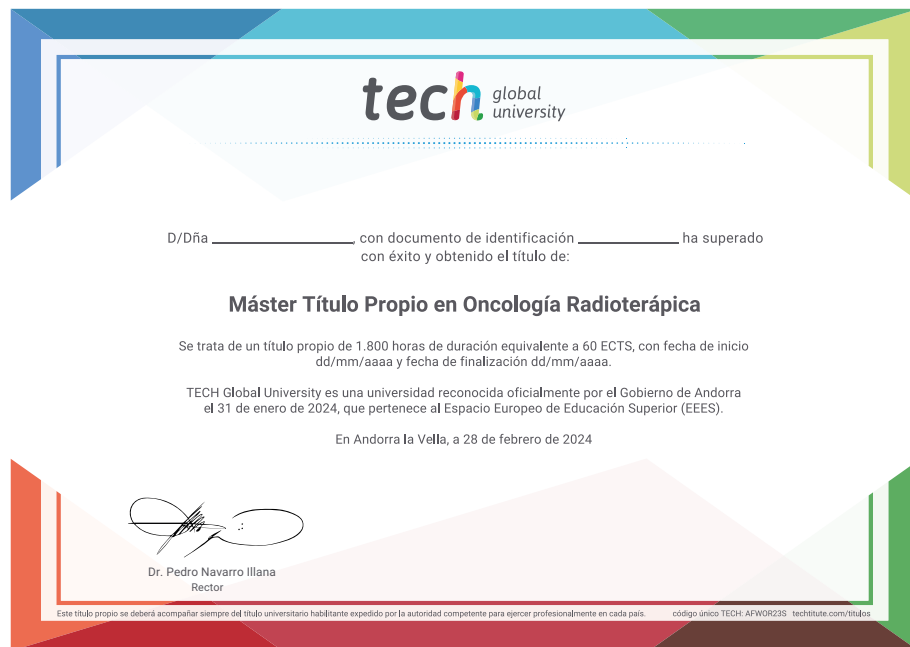 tech global university
D/Dña ______________, con documento de identificación __________ ha superado
con éxito y obtenido el título de:
Máster Título Propio en Oncología Radioterápica
Se trata de un título propio de 1.800 horas de duración equivalente a 60 ECTS, con fecha de inicio
dd/mm/aaaa y fecha de finalización dd/mm/aaaa.
TECH Global University es una universidad reconocida oficialmente por el Gobierno de Andorra
el 31 de enero de 2024, que pertenece al Espacio Europeo de Educación Superior (EEES).
En Andorra la Vella, a 28 de febrero de 2024
Dr. Pedro Navarro Illana
Rector
Este título propio se deberá acompañar siempre del título universitario habilitante expedido por la autoridad competente para ejercer profesionalmente en cada país. código único TECH: AFWOR23S techtitute.com/titulos